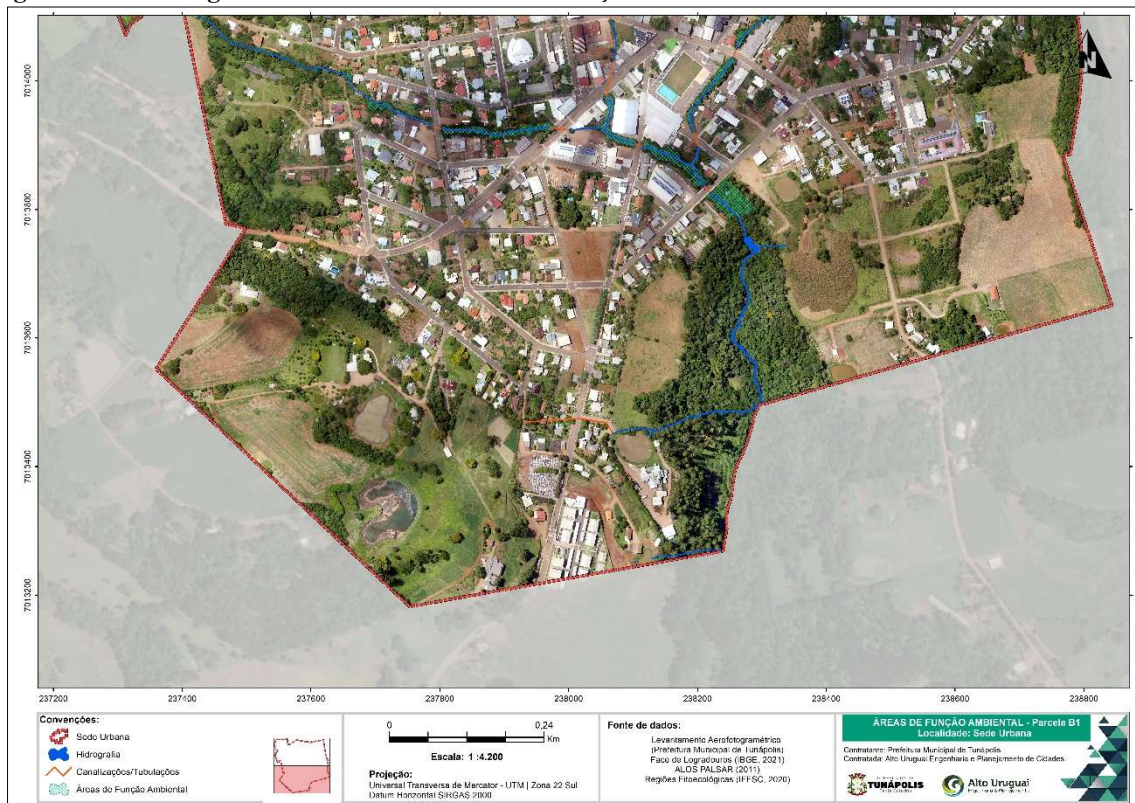 N
7014000
7013800
7013600
7013400
7013200
237200 237400 237600 237800 238000 238200 238400 238600 238800
Convenções:
Sede Urbana
Hidrografia
Canalizações/Tubulações
Áreas de Função Ambiental
0 0,24
Km
Escala: 1 :4.200
Projeção:
Universal Transversa de Mercator - UTM | Zona 22 Sul
Datum Horizontal SIRGAS 2000
Fonte de dados:
Levantamento Aerofotogramétrico
(Prefeitura Municipal de Tunápolis)
Face de Logradouros (IBGE, 2021)
ALOS PALSAR (2011)
Regiões Fitoecológicas (IFFSC, 2020)
ÁREAS DE FUNÇÃO AMBIENTAL - Parcela B1
Localidade: Sede Urbana
Contratante: Prefeitura Municipal de Tunápolis
Contratada: Alto Uruguai Engenharia e Planejamento de Cidades.
TUNÁPOLIS
Alto Uruguai